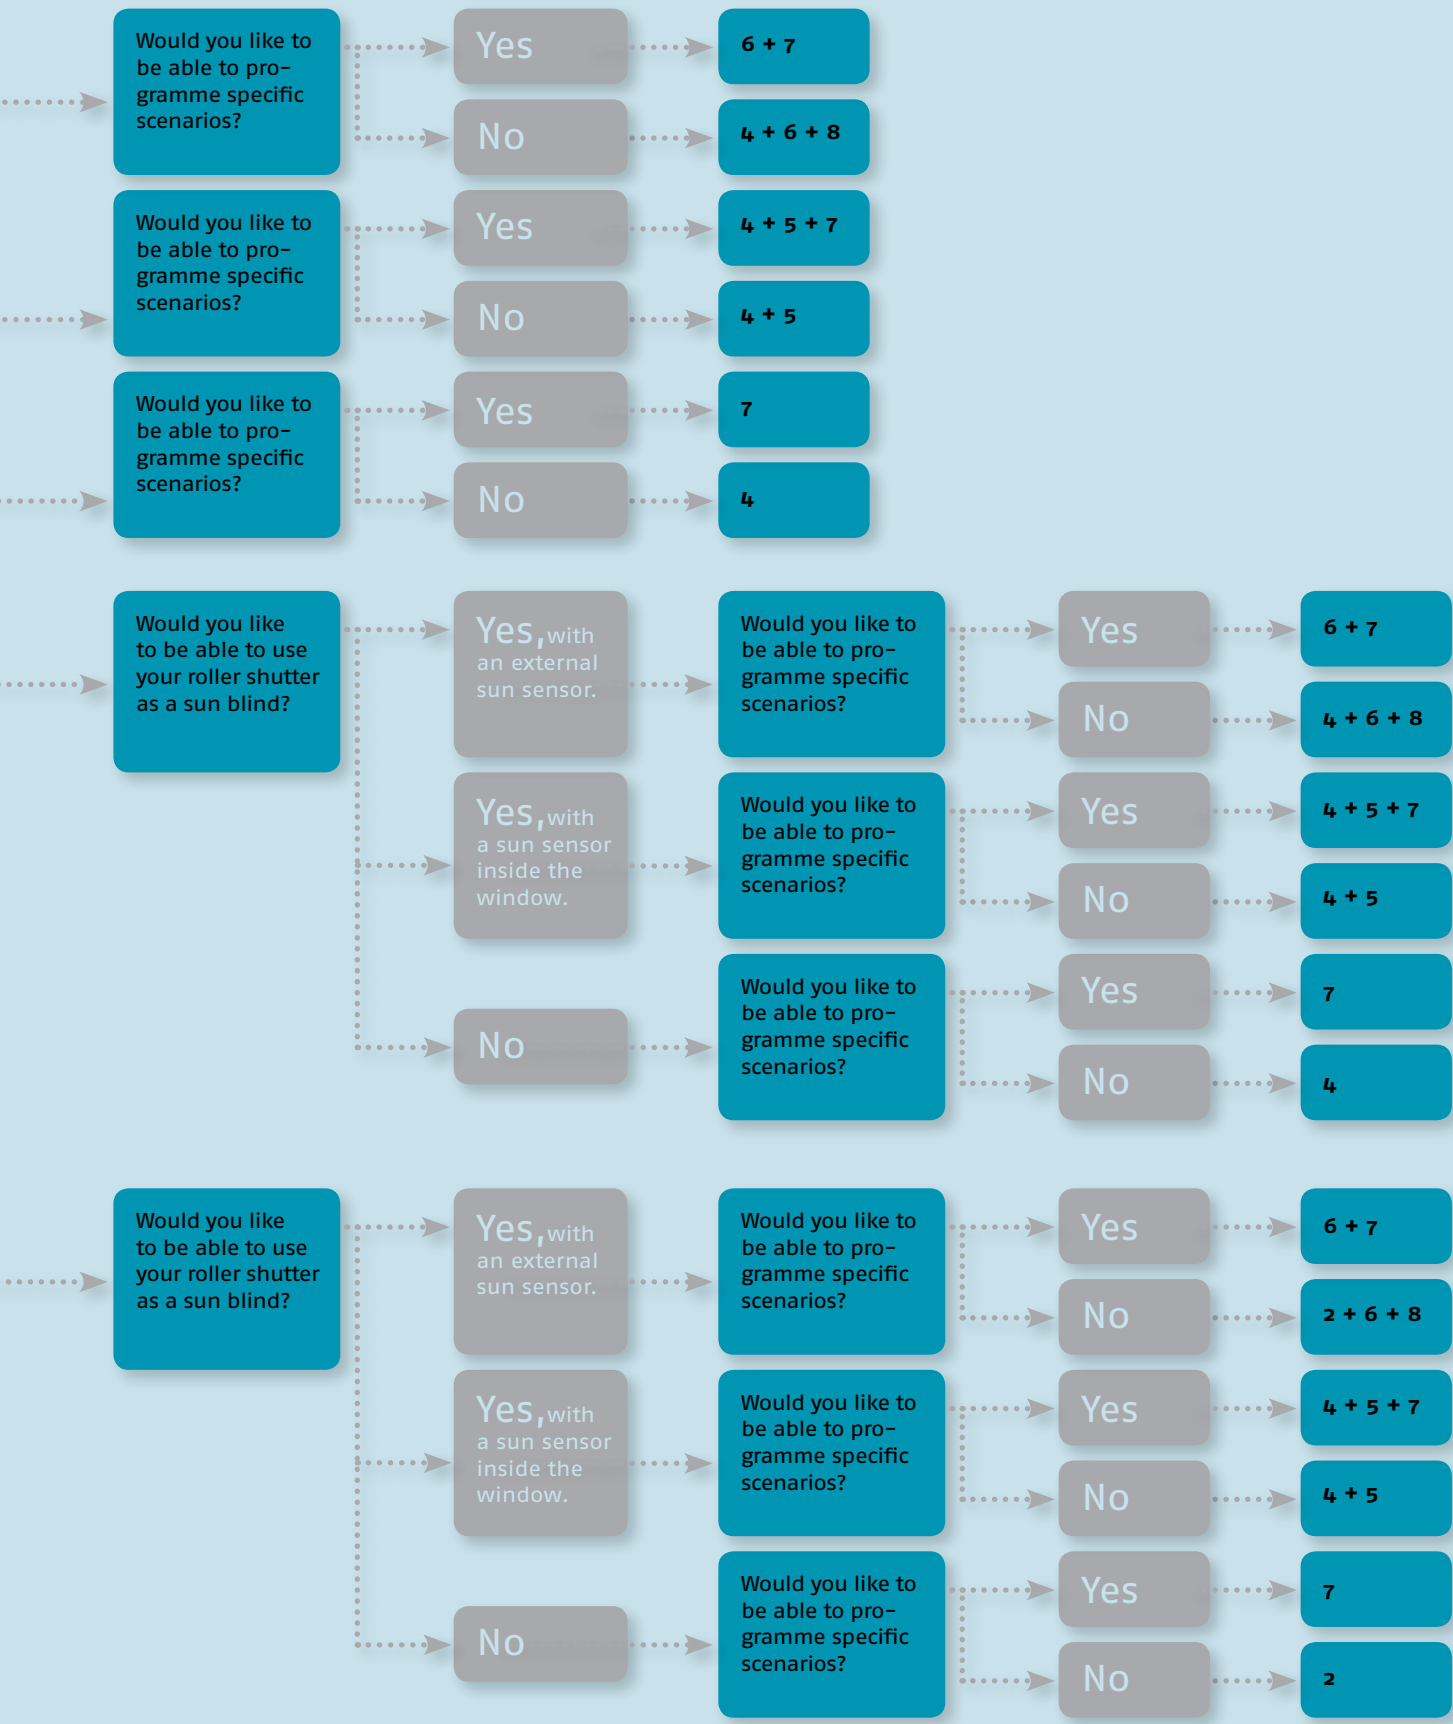 Would you like to
be able to pro-
gramme specific
scenarios?
Yes
6 + 7
No
4 + 6 + 8
Would you like to
be able to pro-
gramme specific
scenarios?
Yes
4 + 5 + 7
No
4 + 5
Would you like to
be able to pro-
gramme specific
scenarios?
Yes
7
No
4
Would you like
to be able to use
your roller shutter
as a sun blind?
Yes, with
an external
sun sensor.
Would you like to
be able to pro-
gramme specific
scenarios?
Yes
6 + 7
No
4 + 6 + 8
Yes, with
a sun sensor
inside the
window.
Would you like to
be able to pro-
gramme specific
scenarios?
Yes
4 + 5 + 7
No
4 + 5
No
Would you like to
be able to pro-
gramme specific
scenarios?
Yes
7
No
4
Would you like
to be able to use
your roller shutter
as a sun blind?
Yes, with
an external
sun sensor.
Would you like to
be able to pro-
gramme specific
scenarios?
Yes
6 + 7
No
2 + 6 + 8
Yes, with
a sun sensor
inside the
window.
Would you like to
be able to pro-
gramme specific
scenarios?
Yes
4 + 5 + 7
No
4 + 5
No
Would you like to
be able to pro-
gramme specific
scenarios?
Yes
7
No
2